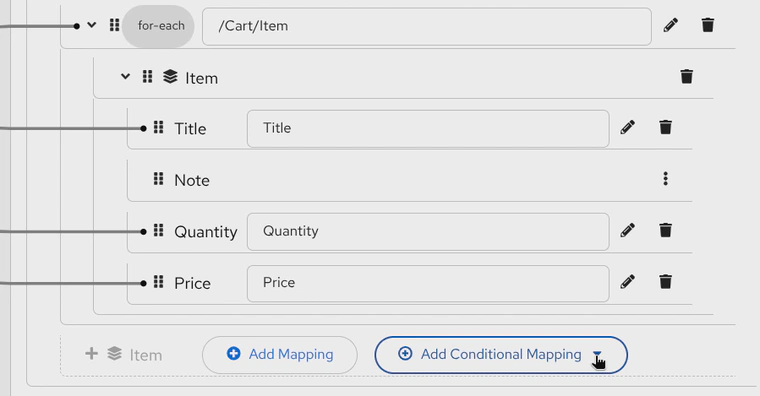 for-each /Cart/Item
Item
Title Title
Note
Quantity Quantity
Price Price
Item Add Mapping Add Conditional Mapping